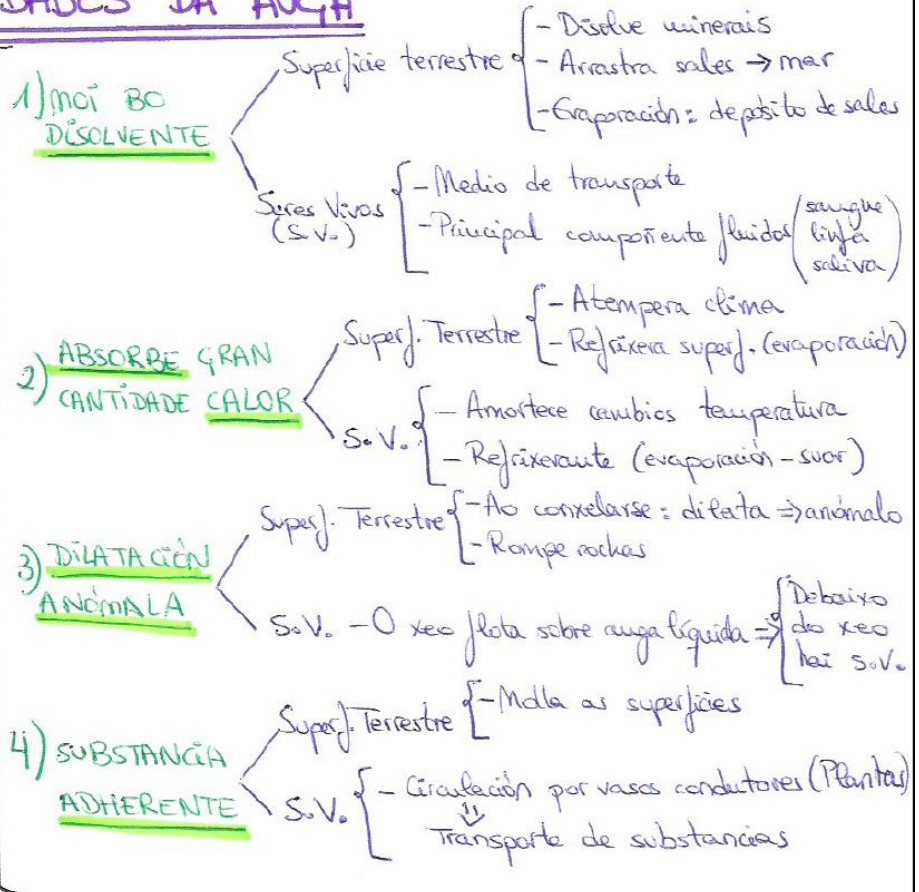 DADES DA AUGA
1) MOI BO
DISOLVENTE
Superficie terrestre
- Disolve minerais
- Arrastra sales → mar
- Evaporación: depósito de sales
Seres Vivos
(S.V.)
- Medio de transporte
- Principal compoñente fluidos (sangue
linfa
saliva)
2) ABSORBE GRAN
CANTIDADE CALOR
Superf. Terrestre
- Atempera clima
- Refrixera superf. (evaporación)
S.V.
- Amortece cambios temperatura
- Refrixerante (evaporación - suor)
3) DILATACIÓN
ANÓMALA
Superf. Terrestre
- Ao conxelarse: dilata => anómalo
- Rompe rochas
S.V. - O xeo flota sobre auga líquida =>
Debaixo
do xeo
hai S.V.
4) SUBSTANCIA
ADHERENTE
Superf. Terrestre
- Molla as superficies
S.V.
- Circulación por vasos condutores (Plantas)
⇓
Transporte de substancias